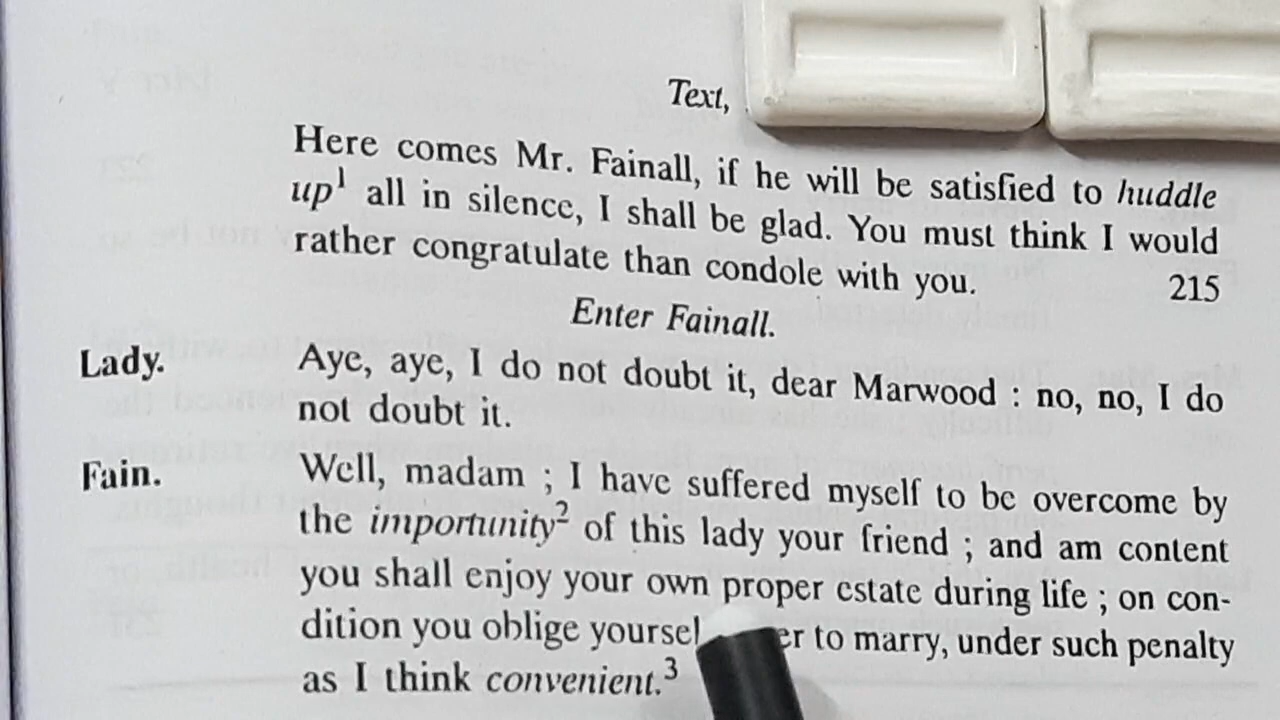 Text,
Here comes Mr. Fainall, if he will be satisfied to huddle
up¹ all in silence, I shall be glad. You must think I would
rather congratulate than condole with you. 215
Enter Fainall.
Lady. Aye, aye, I do not doubt it, dear Marwood : no, no, I do
not doubt it.
Fain. Well, madam ; I have suffered myself to be overcome by
the importunity² of this lady your friend ; and am content
you shall enjoy your own proper estate during life ; on con-
dition you oblige to marry, under such penalty
as I think convenient.³